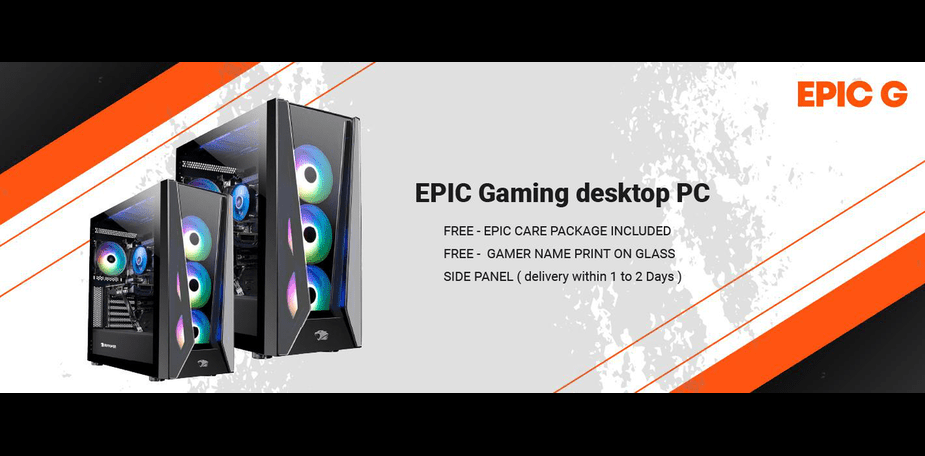 EPIC G
EPIC Gaming desktop PC
FREE - EPIC CARE PACKAGE INCLUDED
FREE -  GAMER NAME PRINT ON GLASS
SIDE PANEL ( delivery within 1 to 2 Days )